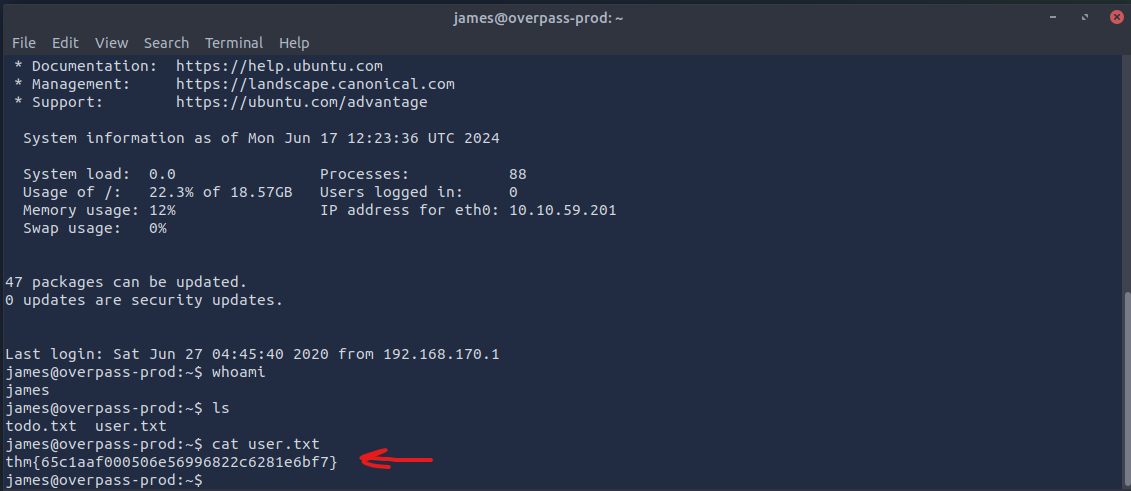 james@overpass-prod: ~
File Edit View Search Terminal Help
* Documentation:  https://help.ubuntu.com
* Management:     https://landscape.canonical.com
* Support:        https://ubuntu.com/advantage
System information as of Mon Jun 17 12:23:36 UTC 2024
System load:  0.0                Processes:           88
Usage of /:   22.3% of 18.57GB   Users logged in:     0
Memory usage: 12%                IP address for eth0: 10.10.59.201
Swap usage:   0%
47 packages can be updated.
0 updates are security updates.
Last login: Sat Jun 27 04:45:40 2020 from 192.168.170.1
james@overpass-prod:~$ whoami
james
james@overpass-prod:~$ ls
todo.txt  user.txt
james@overpass-prod:~$ cat user.txt
thm{65c1aaf000506e56996822c6281e6bf7}
james@overpass-prod:~$